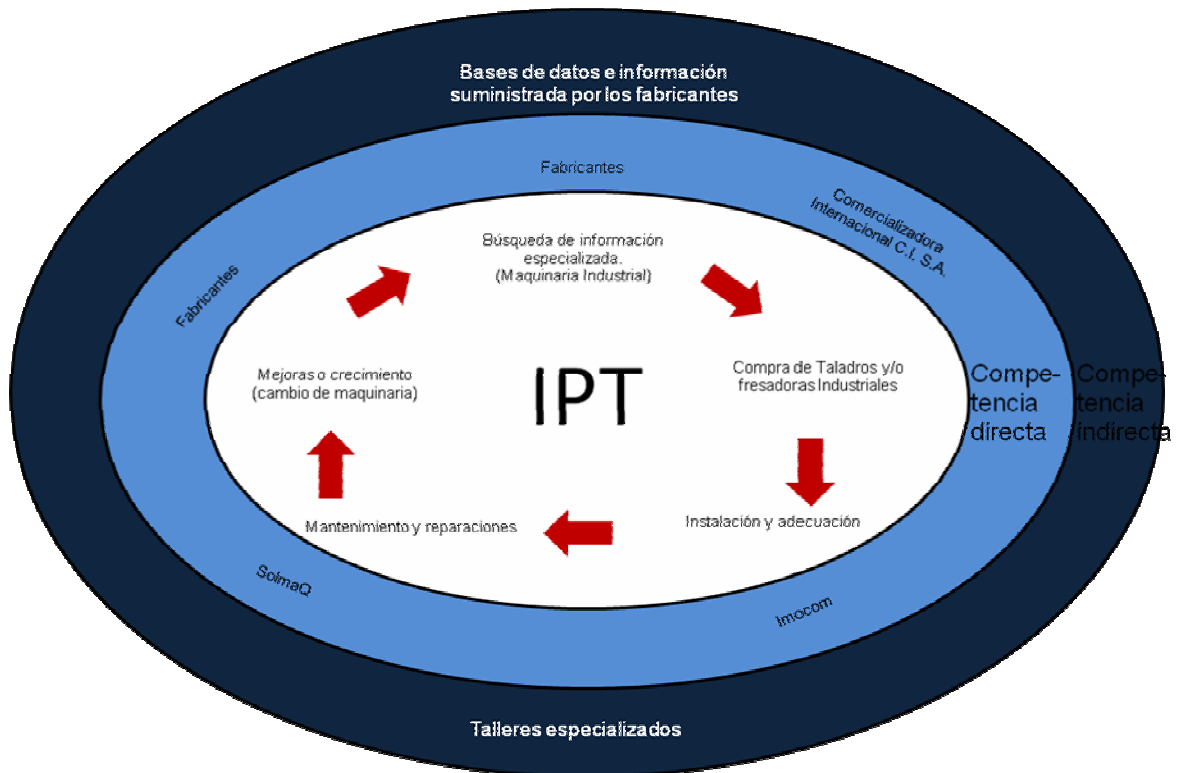 Bases de datos e información
suministrada por los fabricantes
Fabricantes
Comercializadora
Internacional C.I. S.A.
Búsqueda de información
especializada.
(Maquinaria Industrial)
Fabricantes
Mejoras o crecimiento
(cambio de maquinaria)
IPT
Compra de Taladros y/o
fresadoras Industriales
Compe-
tencia
directa
Compe-
tencia
indirecta
Mantenimiento y reparaciones
Instalación y adecuación
SolmaQ
Imocom
Talleres especializados